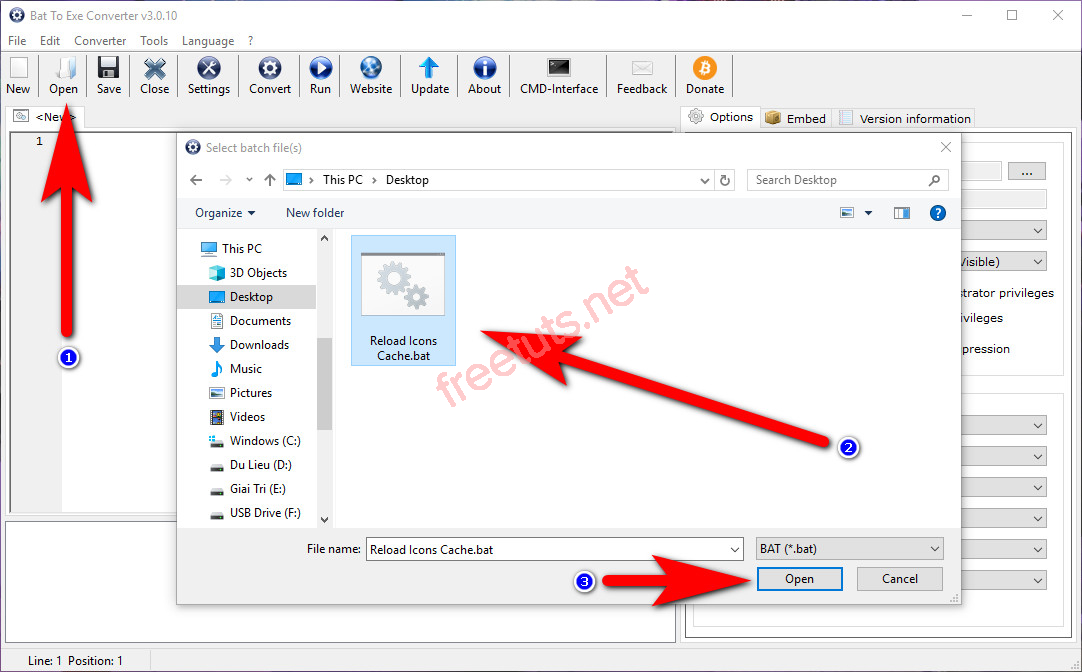 Bat To Exe Converter v3.0.10
File Edit Converter Tools Language ?
New Open Save Close Settings Convert Run Website Update About CMD-Interface Feedback Donate
<New>
Options Embed Version information
1
Select batch file(s)
This PC > Desktop
Search Desktop
Organize New folder
...
This PC
3D Objects
Desktop
Documents
Downloads
Music
Pictures
Videos
Windows (C:)
Du Lieu (D:)
Giai Tri (E:)
USB Drive (F:)
Reload Icons
Cache.bat
freetuts.net
Visible)
strator privileges
ivileges
pression
1
2
File name: Reload Icons Cache.bat BAT (*.bat)
3
Open Cancel
Line: 1 Position: 1